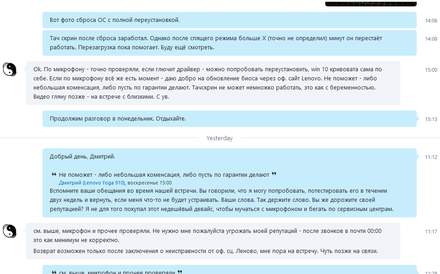 Вот фото сброса ОС с полной переустановкой.
14:06
Тач скрин после сброса заработал. Однако после спящего режима больше Х (точно не определил) минут он перестаёт
14:08
работать. Перезагрузка пока помогает. Буду ещё смотреть.
Ok. По микрофону - точно проверяли, если глючит драйвер - можно попробовать переустановить, win 10 кривовата сама по
15:00
себе. Если по микрофону всё же есть момент - даю добро на обновление биоса через оф. сайт Lenovo. Не поможет - либо
небольшая компенсация, либо пусть по гарантии делают. Тачскрин не может немножко работать, это как с беременностью.
Видео гляну позже - на встрече с близкими. С ув.
Продолжим разговор в понедельник. Отдыхайте.
15:13
Yesterday
Добрый день, Дмитрий.
11:12
Не поможет - либо небольшая компенсация, либо пусть по гарантии делают
Дмитрий (Lenovo Yoga 910), воскресенье 15:00
Вспомните ваши обещания во время нашей встречи. Вы говорили, что я могу попробовать, потестировать его в течении
двух недель и вернуть, если меня что-то не будет устраивать. Ваши слова. Так держите слово. Вы же дорожите своей
репутацией? Я не для того покупал этот недешёвый девайс, чтобы мучаться с микрофоном и бегать по сервисным центрам.
см. выше, микрофон и прочее проверяли. Не нужно мне пожалуйста угрожать моей репутацией - после звонков в почти 00:00
11:17
это как минимум не корректно.
Возврат возможен только после заключения о неисправности от оф. сц. Леново, мне пора на встречу. Чуть позже на связи.
см. выше, микрофон и прочее проверяли